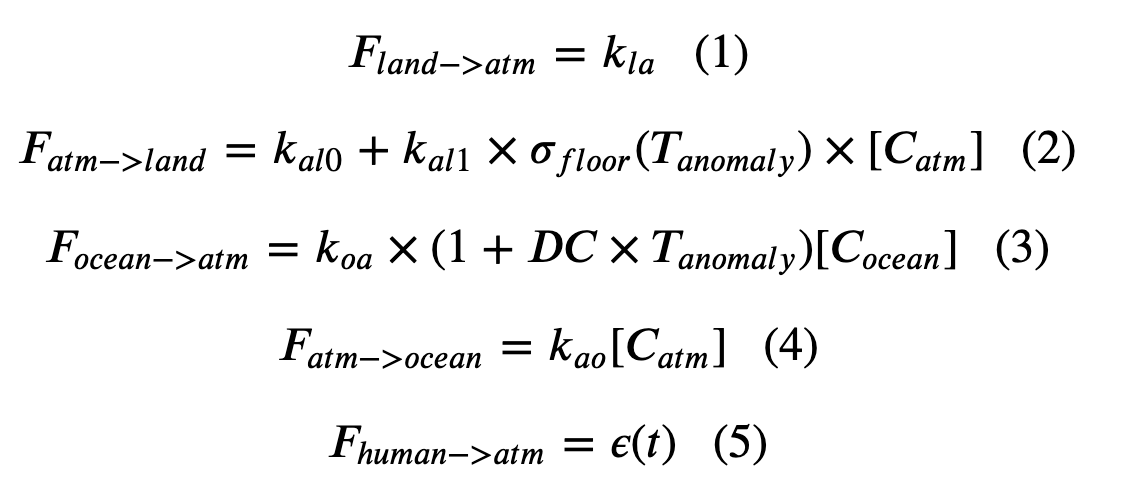 F_{land->atm} = k_{la} (1)
F_{atm->land} = k_{al0} + k_{al1} × σ_{floor}(T_{anomaly}) × [C_{atm}] (2)
F_{ocean->atm} = k_{oa} × (1 + DC × T_{anomaly})[C_{ocean}] (3)
F_{atm->ocean} = k_{ao}[C_{atm}] (4)
F_{human->atm} = ϵ(t) (5)